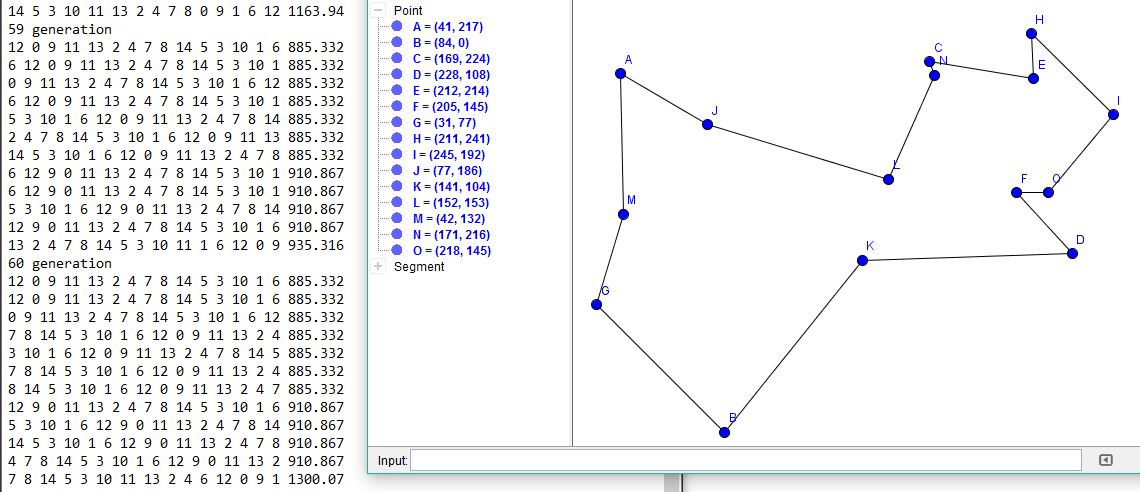 14 5 3 10 11 13 2 4 7 8 0 9 1 6 12 1163.94
59 generation
12 0 9 11 13 2 4 7 8 14 5 3 10 1 6 885.332
6 12 0 9 11 13 2 4 7 8 14 5 3 10 1 885.332
0 9 11 13 2 4 7 8 14 5 3 10 1 6 12 885.332
6 12 0 9 11 13 2 4 7 8 14 5 3 10 1 885.332
5 3 10 1 6 12 0 9 11 13 2 4 7 8 14 885.332
2 4 7 8 14 5 3 10 1 6 12 0 9 11 13 885.332
14 5 3 10 1 6 12 0 9 11 13 2 4 7 8 885.332
6 12 9 0 11 13 2 4 7 8 14 5 3 10 1 910.867
6 12 9 0 11 13 2 4 7 8 14 5 3 10 1 910.867
5 3 10 1 6 12 9 0 11 13 2 4 7 8 14 910.867
12 9 0 11 13 2 4 7 8 14 5 3 10 1 6 910.867
13 2 4 7 8 14 5 3 10 11 1 6 12 0 9 935.316
60 generation
12 0 9 11 13 2 4 7 8 14 5 3 10 1 6 885.332
12 0 9 11 13 2 4 7 8 14 5 3 10 1 6 885.332
0 9 11 13 2 4 7 8 14 5 3 10 1 6 12 885.332
7 8 14 5 3 10 1 6 12 0 9 11 13 2 4 885.332
3 10 1 6 12 0 9 11 13 2 4 7 8 14 5 885.332
7 8 14 5 3 10 1 6 12 0 9 11 13 2 4 885.332
8 14 5 3 10 1 6 12 0 9 11 13 2 4 7 885.332
12 9 0 11 13 2 4 7 8 14 5 3 10 1 6 910.867
5 3 10 1 6 12 9 0 11 13 2 4 7 8 14 910.867
14 5 3 10 1 6 12 9 0 11 13 2 4 7 8 910.867
4 7 8 14 5 3 10 1 6 12 9 0 11 13 2 910.867
7 8 14 5 3 10 11 13 2 4 6 12 0 9 1 1300.07
Point
A = (41, 217)
B = (84, 0)
C = (169, 224)
D = (228, 108)
E = (212, 214)
F = (205, 145)
G = (31, 77)
H = (211, 241)
I = (245, 192)
J = (77, 186)
K = (141, 104)
L = (152, 153)
M = (42, 132)
N = (171, 216)
O = (218, 145)
Segment
H
C
N
A
E
I
J
L
F
O
M
D
K
G
B
Input: